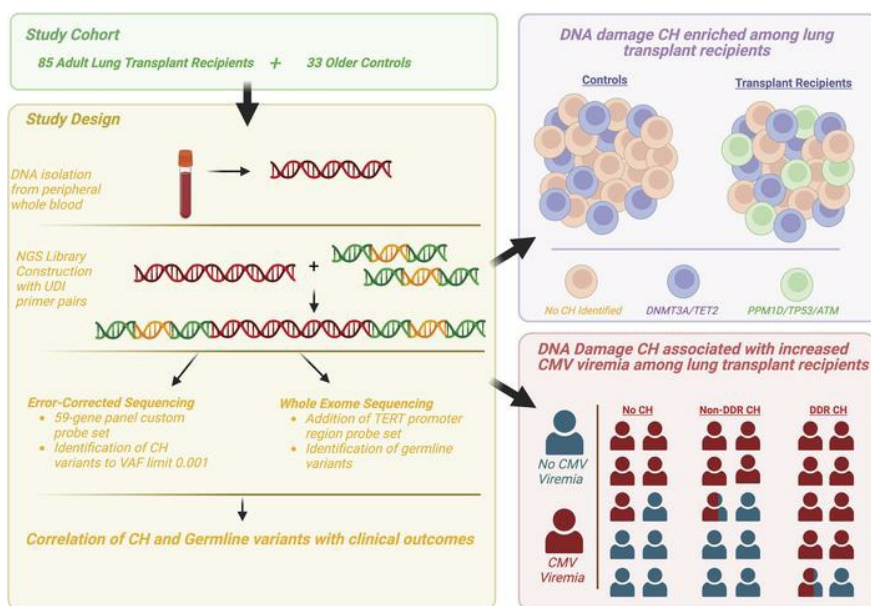 Study Cohort
85 Adult Lung Transplant Recipients + 33 Older Controls
Study Design
DNA isolation
from peripheral
whole blood
NGS Library
Construction
with UDI
primer pairs
+
Error-Corrected Sequencing
• 59-gene panel custom
probe set
• Identification of CH
variants to VAF limit 0.001
Whole Exome Sequencing
• Addition of TERT promoter
region probe set
• Identification of germline
variants
Correlation of CH and Germline variants with clinical outcomes
DNA damage CH enriched among lung
transplant recipients
Controls
Transplant Recipients
No CH Identified
DNMT3A/TET2
PPM1D/TP53/ATM
DNA Damage CH associated with increased
CMV viremia among lung transplant recipients
No CH
Non-DDR CH
DDR CH
No CMV
Viremia
CMV
Viremia